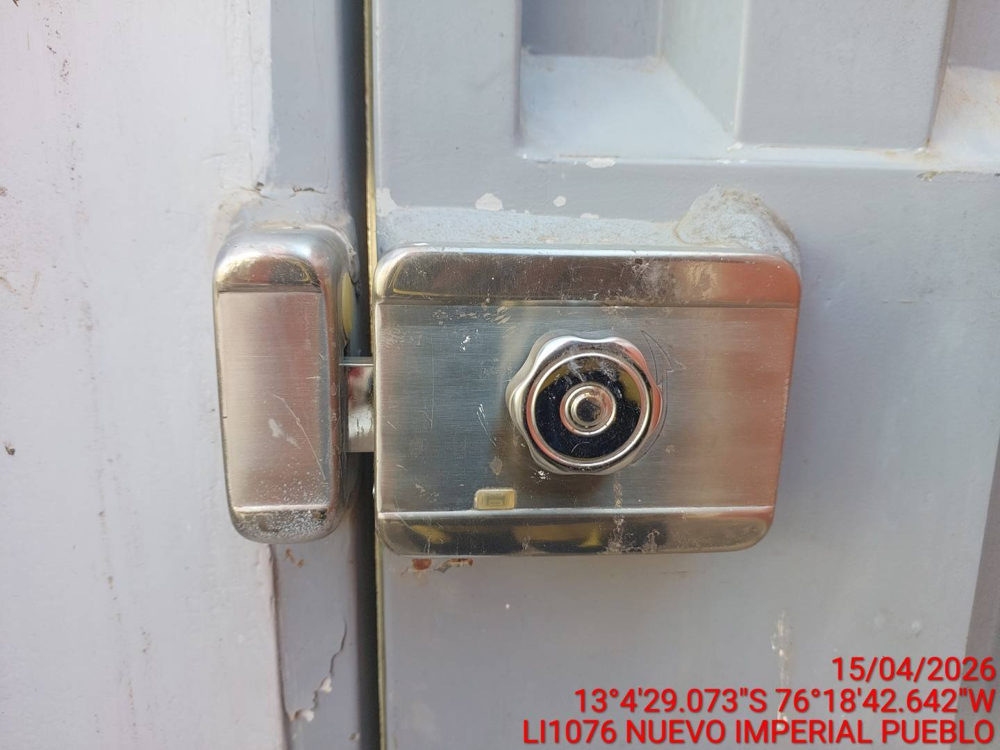 15/04/2026
13°4'29.073"S 76°18'42.642"W
LI1076 NUEVO IMPERIAL PUEBLO